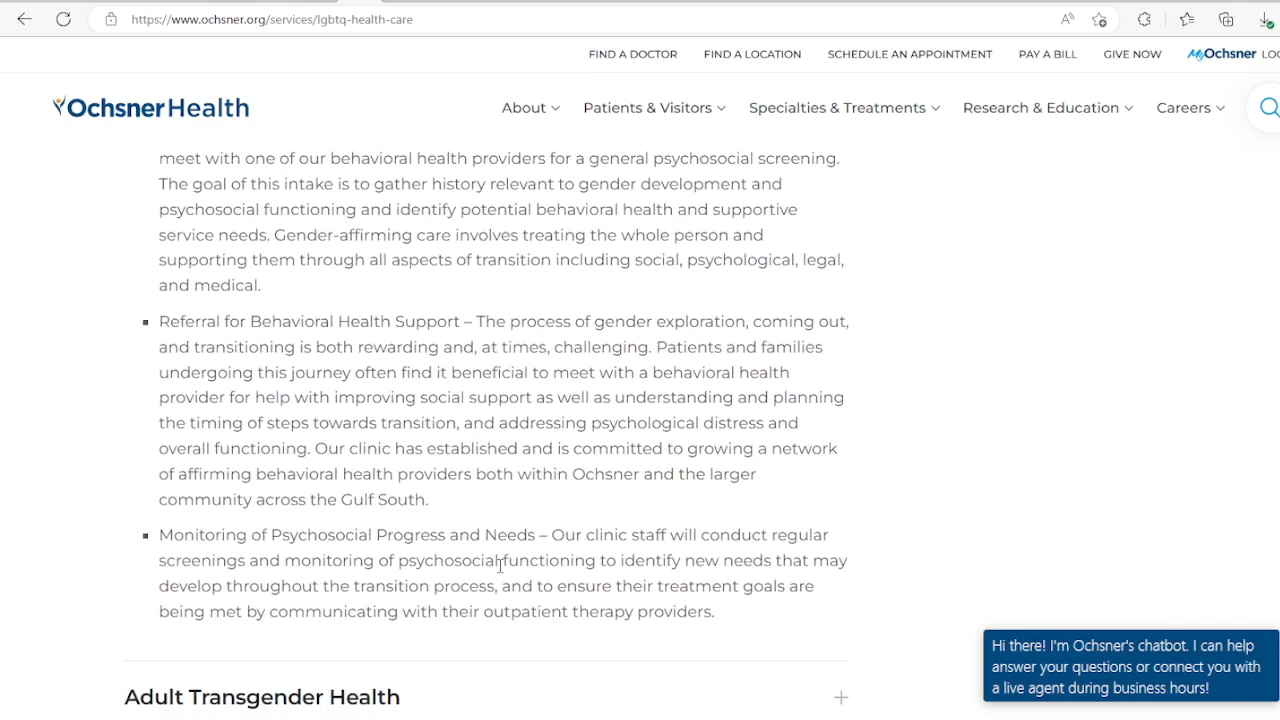 https://www.ochsner.org/services/lgbtq-health-care
FIND A DOCTOR FIND A LOCATION SCHEDULE AN APPOINTMENT PAY A BILL GIVE NOW MyOchsner LO
OchsnerHealth About Patients & Visitors Specialties & Treatments Research & Education Careers
meet with one of our behavioral health providers for a general psychosocial screening.
The goal of this intake is to gather history relevant to gender development and
psychosocial functioning and identify potential behavioral health and supportive
service needs. Gender-affirming care involves treating the whole person and
supporting them through all aspects of transition including social, psychological, legal,
and medical.
▪ Referral for Behavioral Health Support – The process of gender exploration, coming out,
and transitioning is both rewarding and, at times, challenging. Patients and families
undergoing this journey often find it beneficial to meet with a behavioral health
provider for help with improving social support as well as understanding and planning
the timing of steps towards transition, and addressing psychological distress and
overall functioning. Our clinic has established and is committed to growing a network
of affirming behavioral health providers both within Ochsner and the larger
community across the Gulf South.
▪ Monitoring of Psychosocial Progress and Needs – Our clinic staff will conduct regular
screenings and monitoring of psychosocial functioning to identify new needs that may
develop throughout the transition process, and to ensure their treatment goals are
being met by communicating with their outpatient therapy providers.
Adult Transgender Health +
Hi there! I'm Ochsner's chatbot. I can help
answer your questions or connect you with
a live agent during business hours!